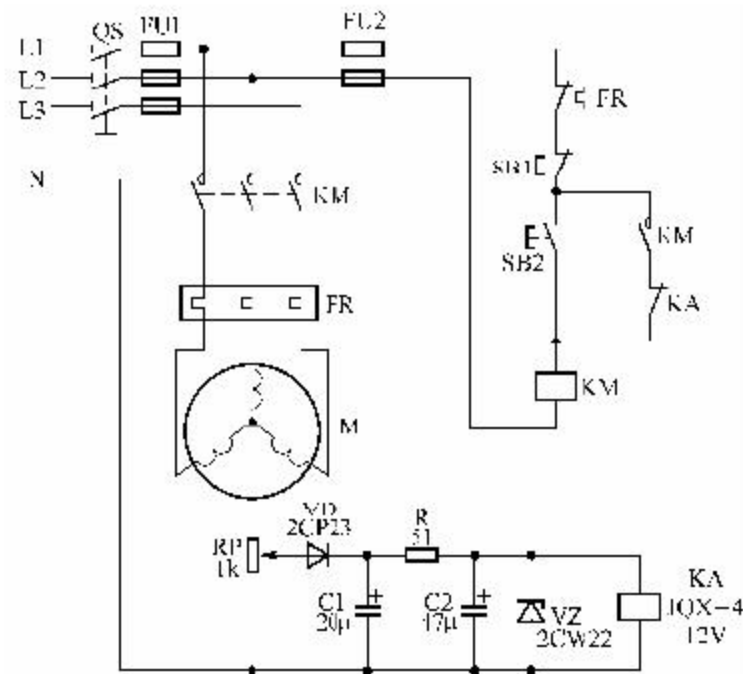 QS FU1 FU2
L1
L2
L3
FR
SB1
N
KM
KM
SB2
KA
FR
KM
M
VD
2CP23
R
51
RP
1k
C1
20μ
C2
47μ
VZ
2CW22
KA
JQX-4
12V